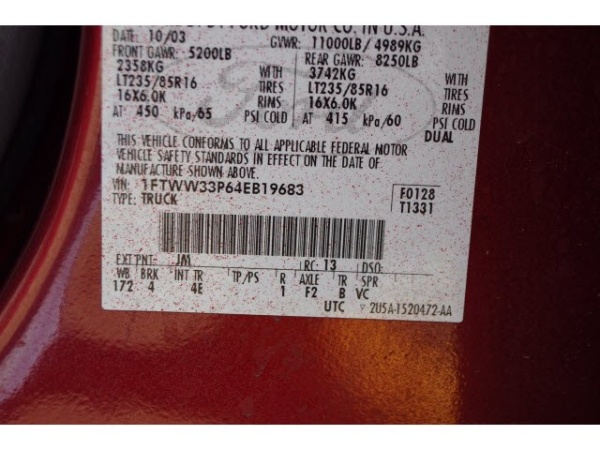 FORD MOTOR CO. IN U.S.A.
DATE: 10/03 GVWR: 11000LB/ 4989KG
FRONT GAWR: 5200LB REAR GAWR: 8250LB
2358KG WITH 3742KG WITH
LT235/85R16 TIRES LT235/85R16 TIRES
16X6.0K RIMS 16X6.0K RIMS
AT 450 kPa/65 PSI COLD AT 415 kPa/60 PSI COLD
DUAL
THIS VEHICLE CONFORMS TO ALL APPLICABLE FEDERAL MOTOR
VEHICLE SAFETY STANDARDS IN EFFECT ON THE DATE OF
MANUFACTURE SHOWN ABOVE.
VIN: 1FTWW33P64EB19683 F0128
TYPE: TRUCK T1331
EXT PNT: JM RC: 13 DSO:
WB BRK INT TR TP/PS R AXLE TR SPR
172 4 4E 1 F2 B VC
UTC 2U5A-1520472-AA